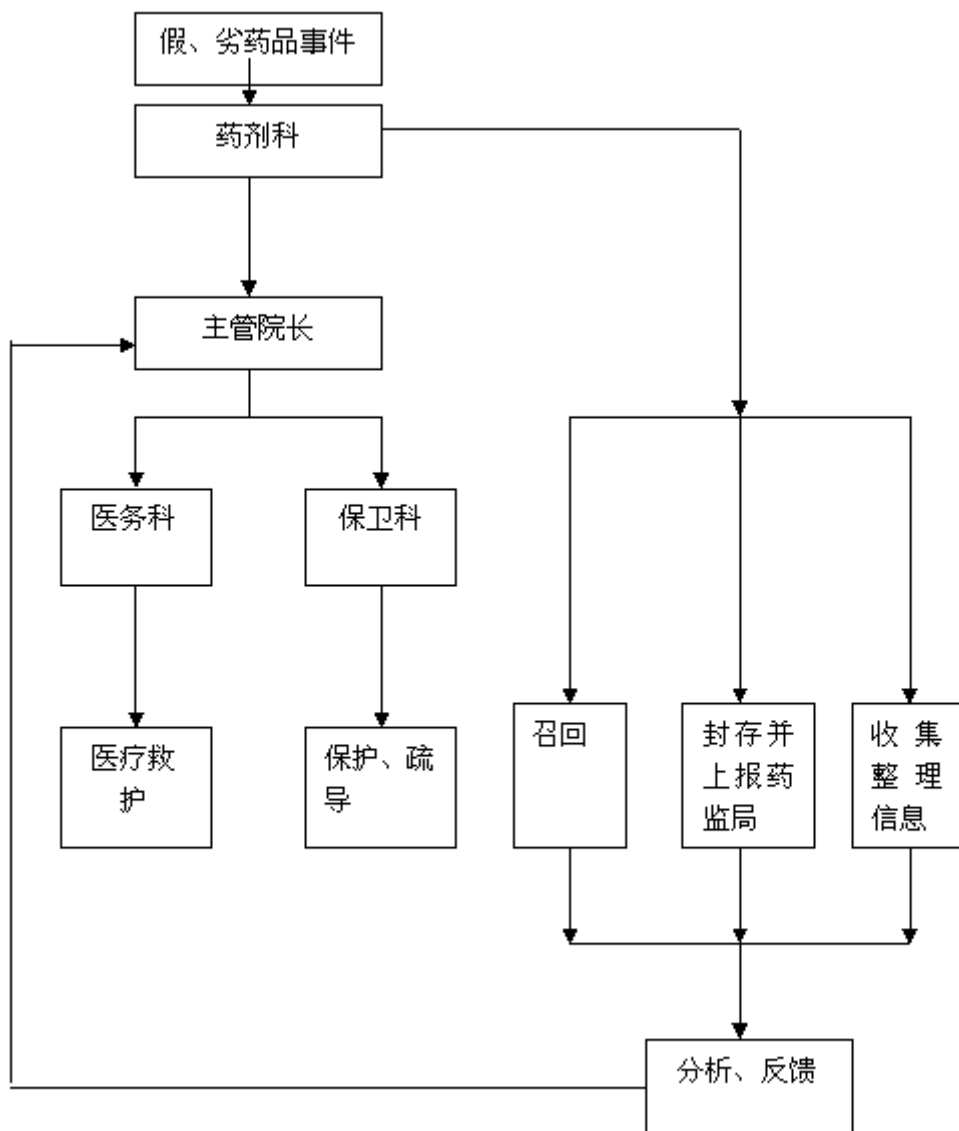 假、劣药品事件
药剂科
主管院长
医务科
保卫科
医疗救
护
保护、疏
导
召回
封存并
上报药
监局
收集
整理
信息
分析、反馈